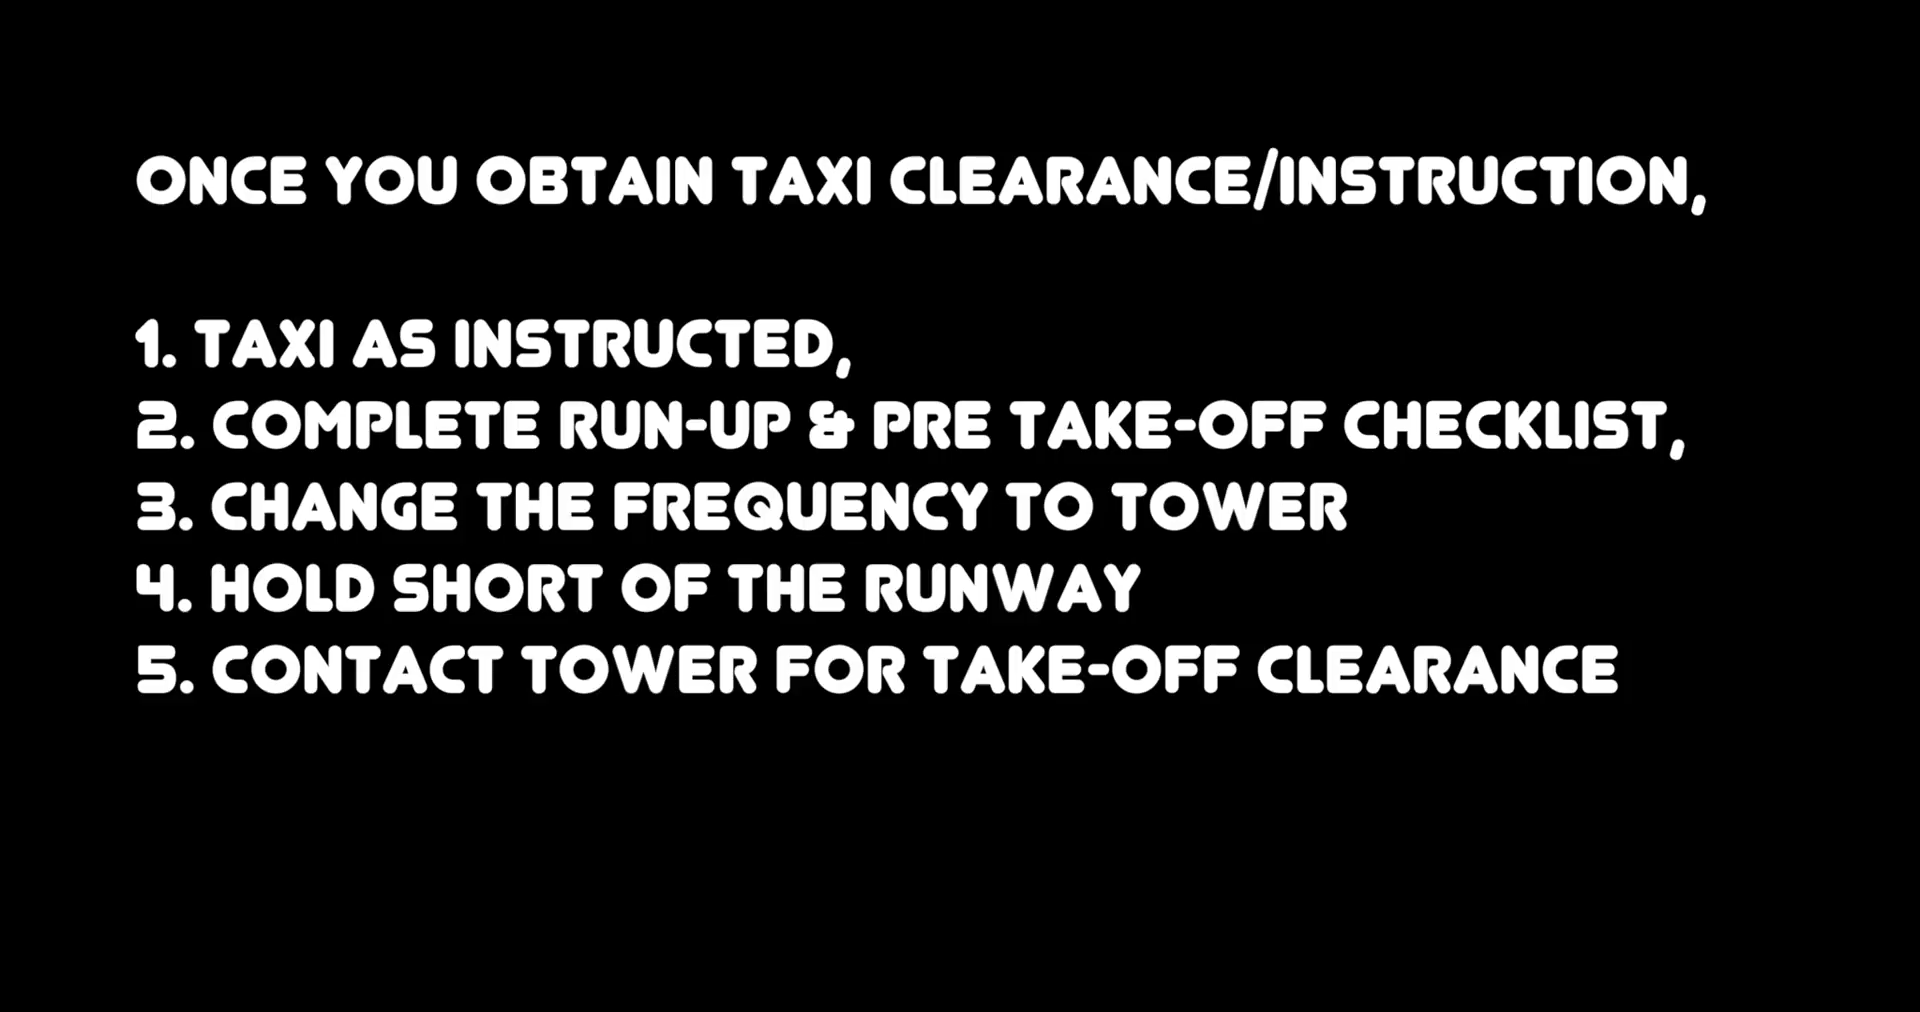 ONCE YOU OBTAIN TAXI CLEARANCE/INSTRUCTION,
1. TAXI AS INSTRUCTED,
2. COMPLETE RUN-UP & PRE TAKE-OFF CHECKLIST,
3. CHANGE THE FREQUENCY TO TOWER
4. HOLD SHORT OF THE RUNWAY
5. CONTACT TOWER FOR TAKE-OFF CLEARANCE